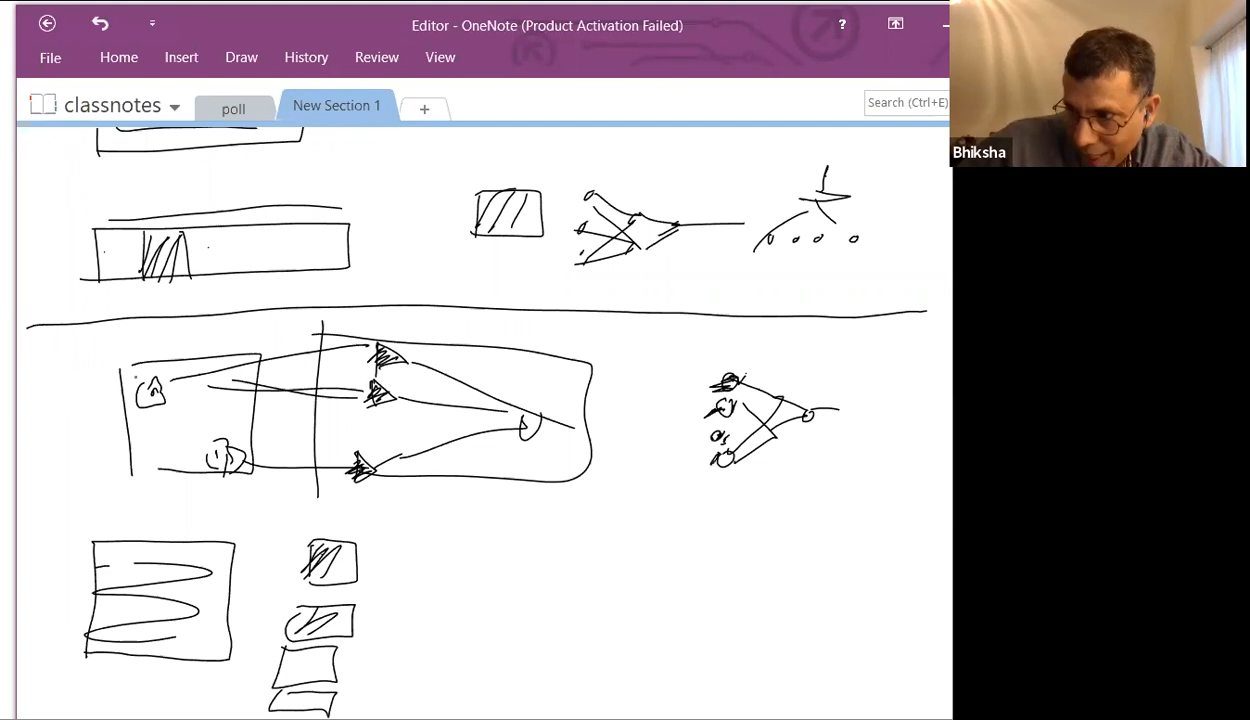 Editor - OneNote (Product Activation Failed)
?
File Home Insert Draw History Review View
classnotes poll New Section 1 +
Search (Ctrl+E)
Bhiksha